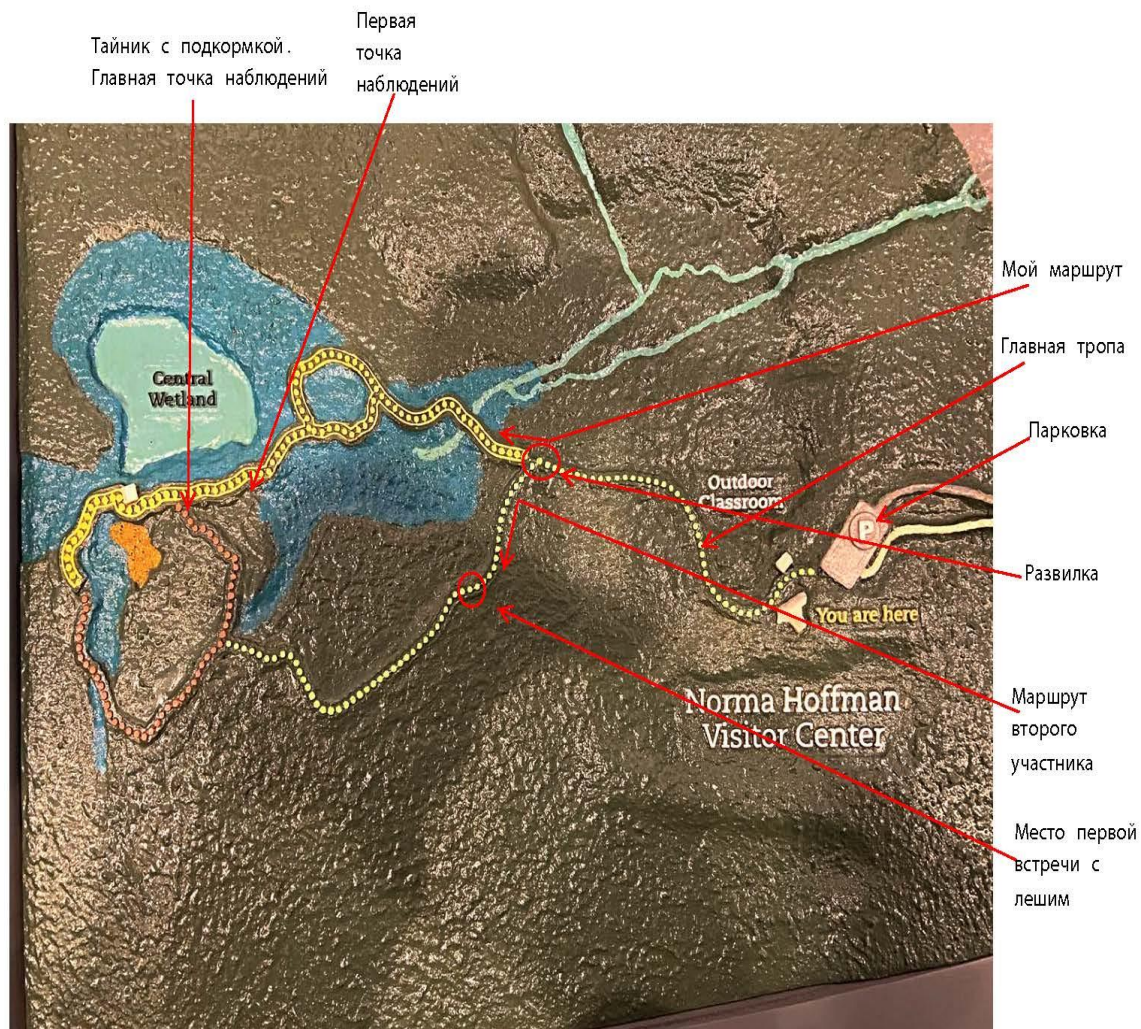 Первая
точка
наблюдений
Тайник с подкормкой.
Главная точка наблюдений
Мой маршрут
Главная тропа
Парковка
Развилка
Маршрут
второго
участника
Место первой
встречи с
лешим
Central
Wetland
Outdoor
Classroom
P
You are here
Norma Hoffman
Visitor Center